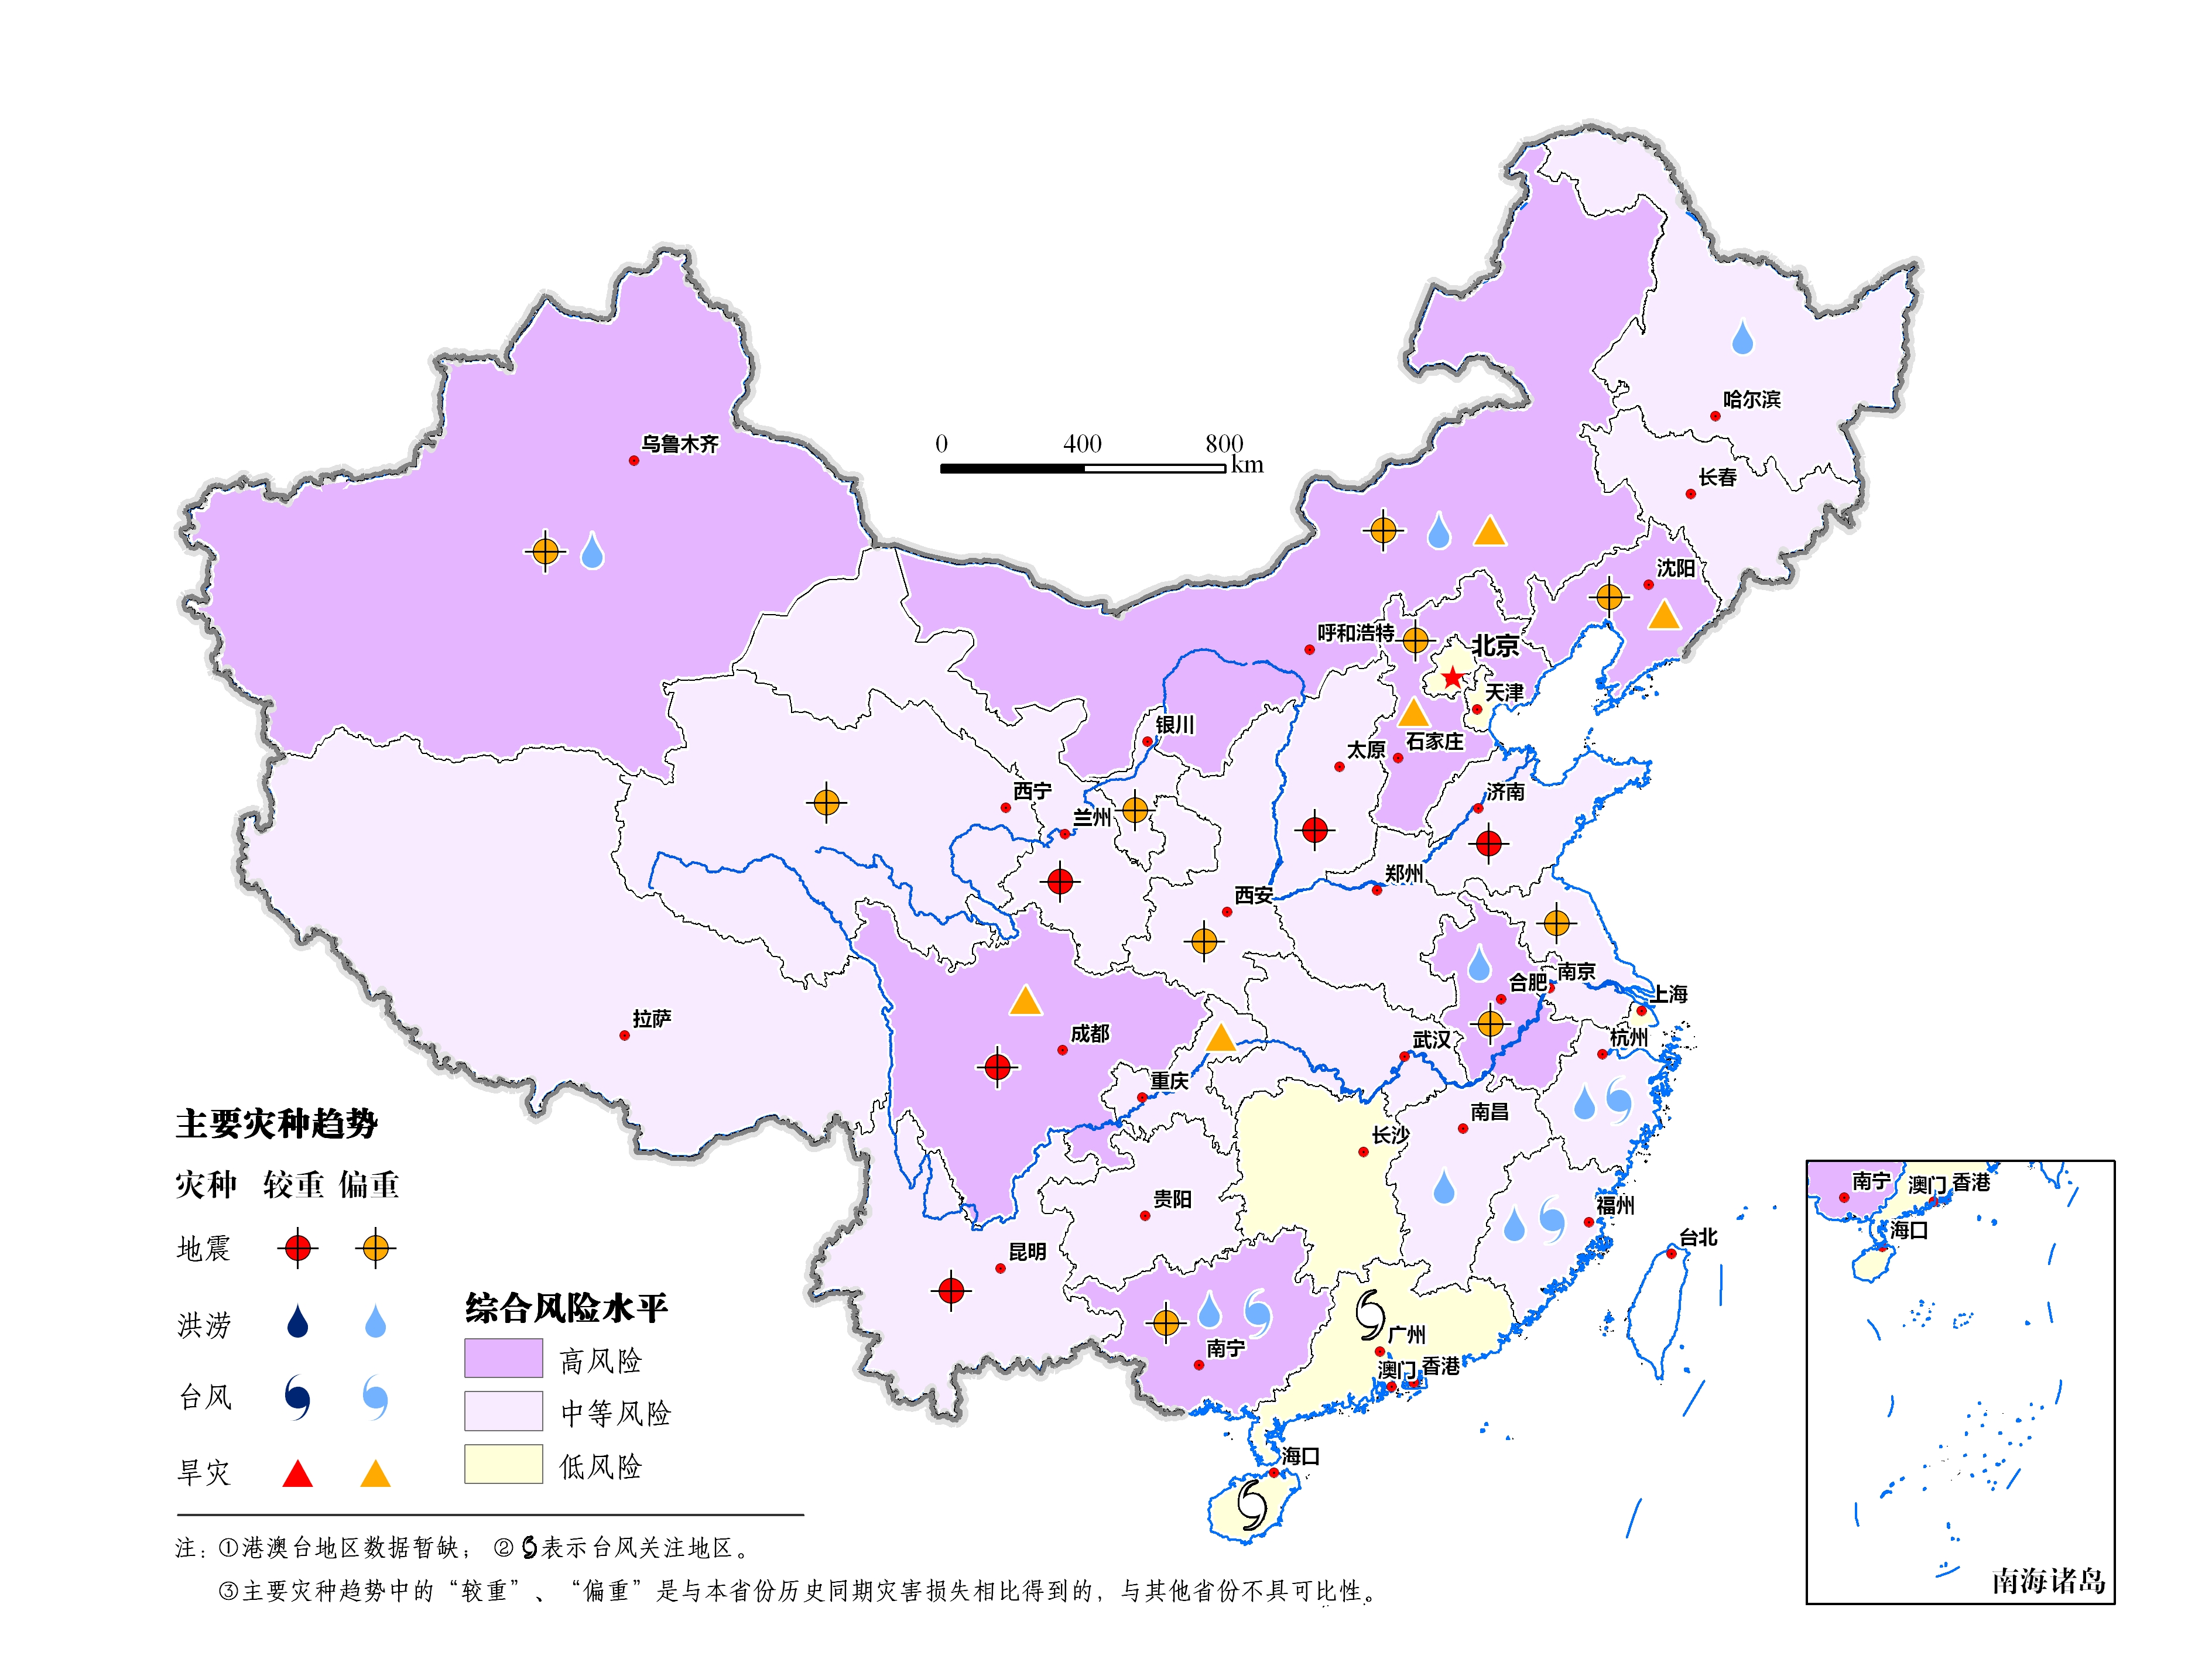 哈尔滨
乌鲁木齐
0 400 800
km
长春
沈阳
呼和浩特
北京
天津
银川
太原
石家庄
西宁
济南
兰州
郑州
西安
合肥
南京
上海
拉萨
成都
武汉
杭州
重庆
南昌
长沙
贵阳
福州
台北
昆明
广州
南宁
澳门
香港
海口
主要灾种趋势
灾种 较重 偏重
地震
洪涝
台风
旱灾
综合风险水平
高风险
中等风险
低风险
南宁
澳门
香港
海口
南海诸岛
注：①港澳台地区数据暂缺； ②表示台风关注地区。
③主要灾种趋势中的“较重”、“偏重”是与本省份历史同期灾害损失相比得到的，与其他省份不具可比性。